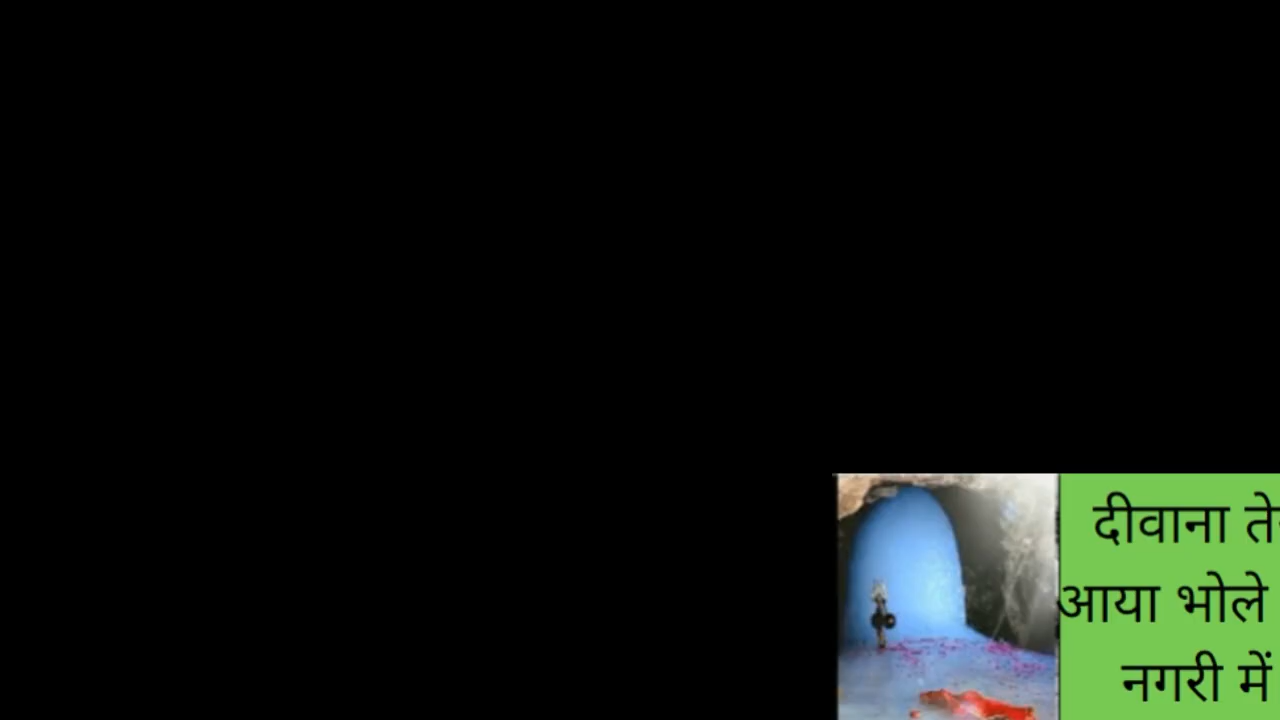 दीवाना
आया भोले
नगरी में